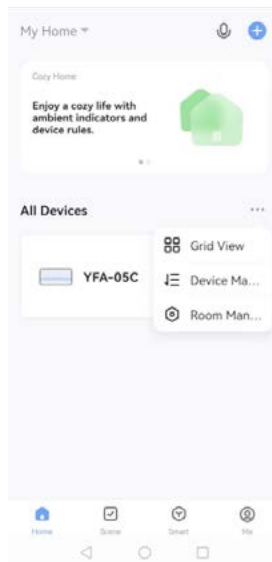 My Home
Cozy Home
Enjoy a cozy life with
ambient indicators and
device rules.
All Devices
Grid View
YFA-05C
Device Ma...
Room Man...
Home
Scene
Smart
Me